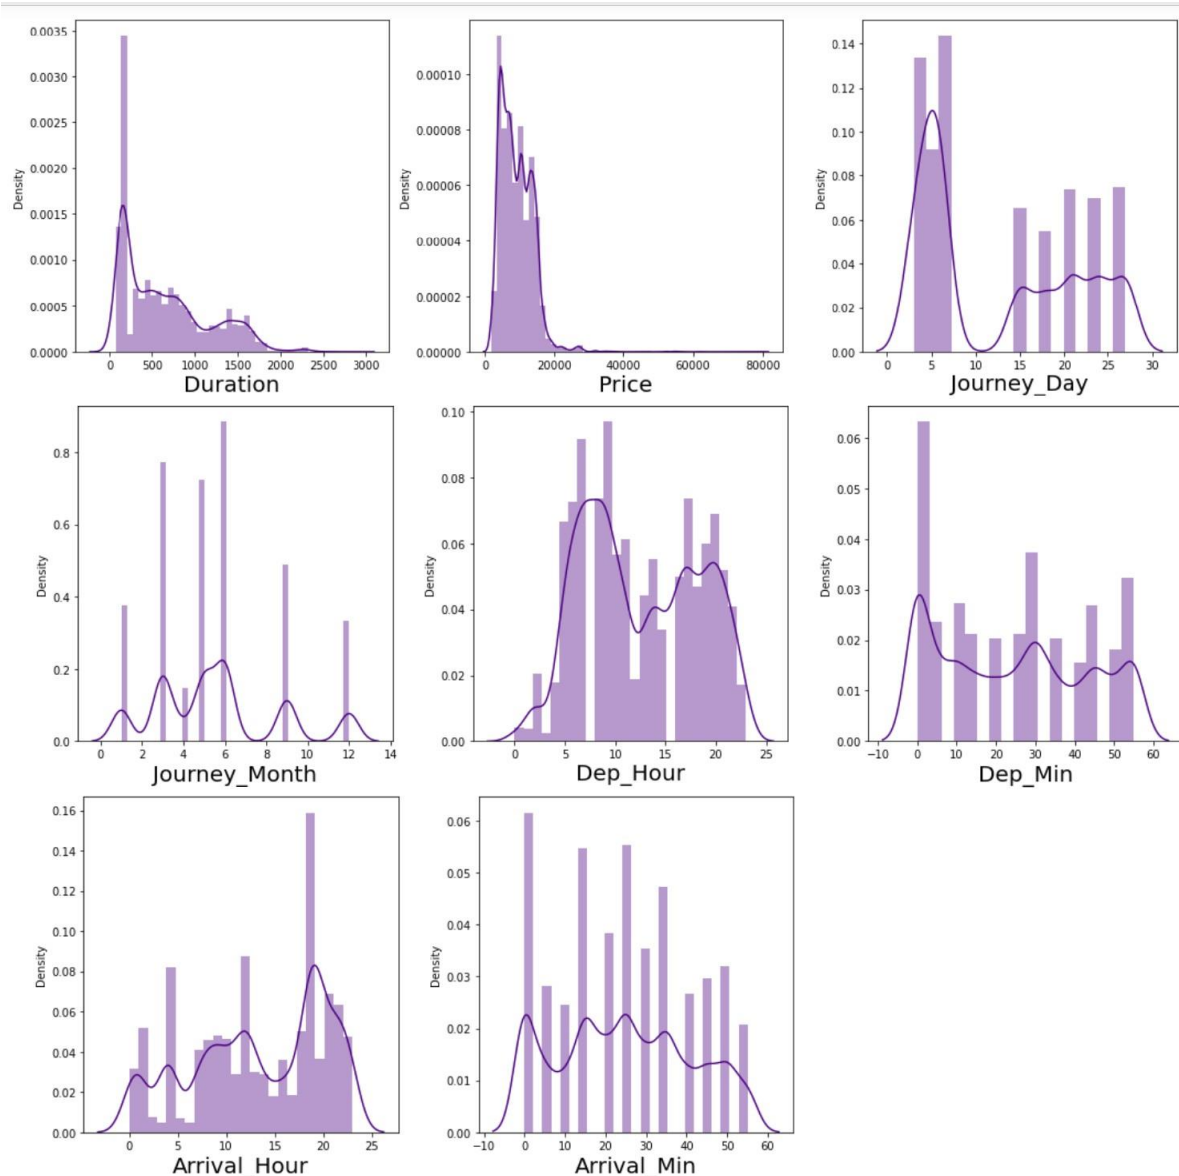 0.0035
0.0030
0.0025
0.0020
0.0015
0.0010
0.0005
0.0000
Density
0 500 1000 1500 2000 2500 3000
Duration
0.00010
0.00008
0.00006
0.00004
0.00002
0.00000
Density
0 20000 40000 60000 80000
Price
0.14
0.12
0.10
0.08
0.06
0.04
0.02
0.00
Density
0 5 10 15 20 25 30
Journey_Day
0.8
0.6
0.4
0.2
0.0
Density
0 2 4 6 8 10 12 14
Journey_Month
0.10
0.08
0.06
0.04
0.02
0.00
Density
0 5 10 15 20 25
Dep_Hour
0.06
0.05
0.04
0.03
0.02
0.01
0.00
Density
−10 0 10 20 30 40 50 60
Dep_Min
0.16
0.14
0.12
0.10
0.08
0.06
0.04
0.02
0.00
Density
0 5 10 15 20 25
Arrival_Hour
0.06
0.05
0.04
0.03
0.02
0.01
0.00
Density
−10 0 10 20 30 40 50 60
Arrival_Min